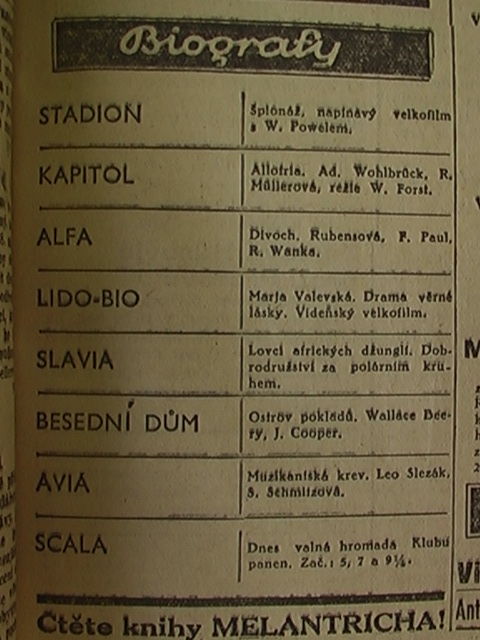 Biografy
STADION
Špionáž, napínavý velkofilm
s W. Powelem.
KAPITOL
Allotria. Ad. Wohlbrück, R.
Müllerová, režie W. Forst.
ALFA
Divoch. Rubensová, F. Paul,
R. Wanka.
LIDO-BIO
Marja Valevská. Drama věrné
lásky. Vídeňský velkofilm.
SLAVIA
Lovci afrických džunglí. Dob-
rodružství za polárním kru-
hem.
BESEDNÍ DŮM
Ostrov pokladů. Wallace Bee-
ry, J. Cooper.
AVIA
Muzikantská krev. Leo Slezák,
S. Schmitzová.
SCALA
Dnes valná hromada Klubu
panen. Zač.: 5, 7 a 9¼.
Čtěte knihy MELANTRICHA!